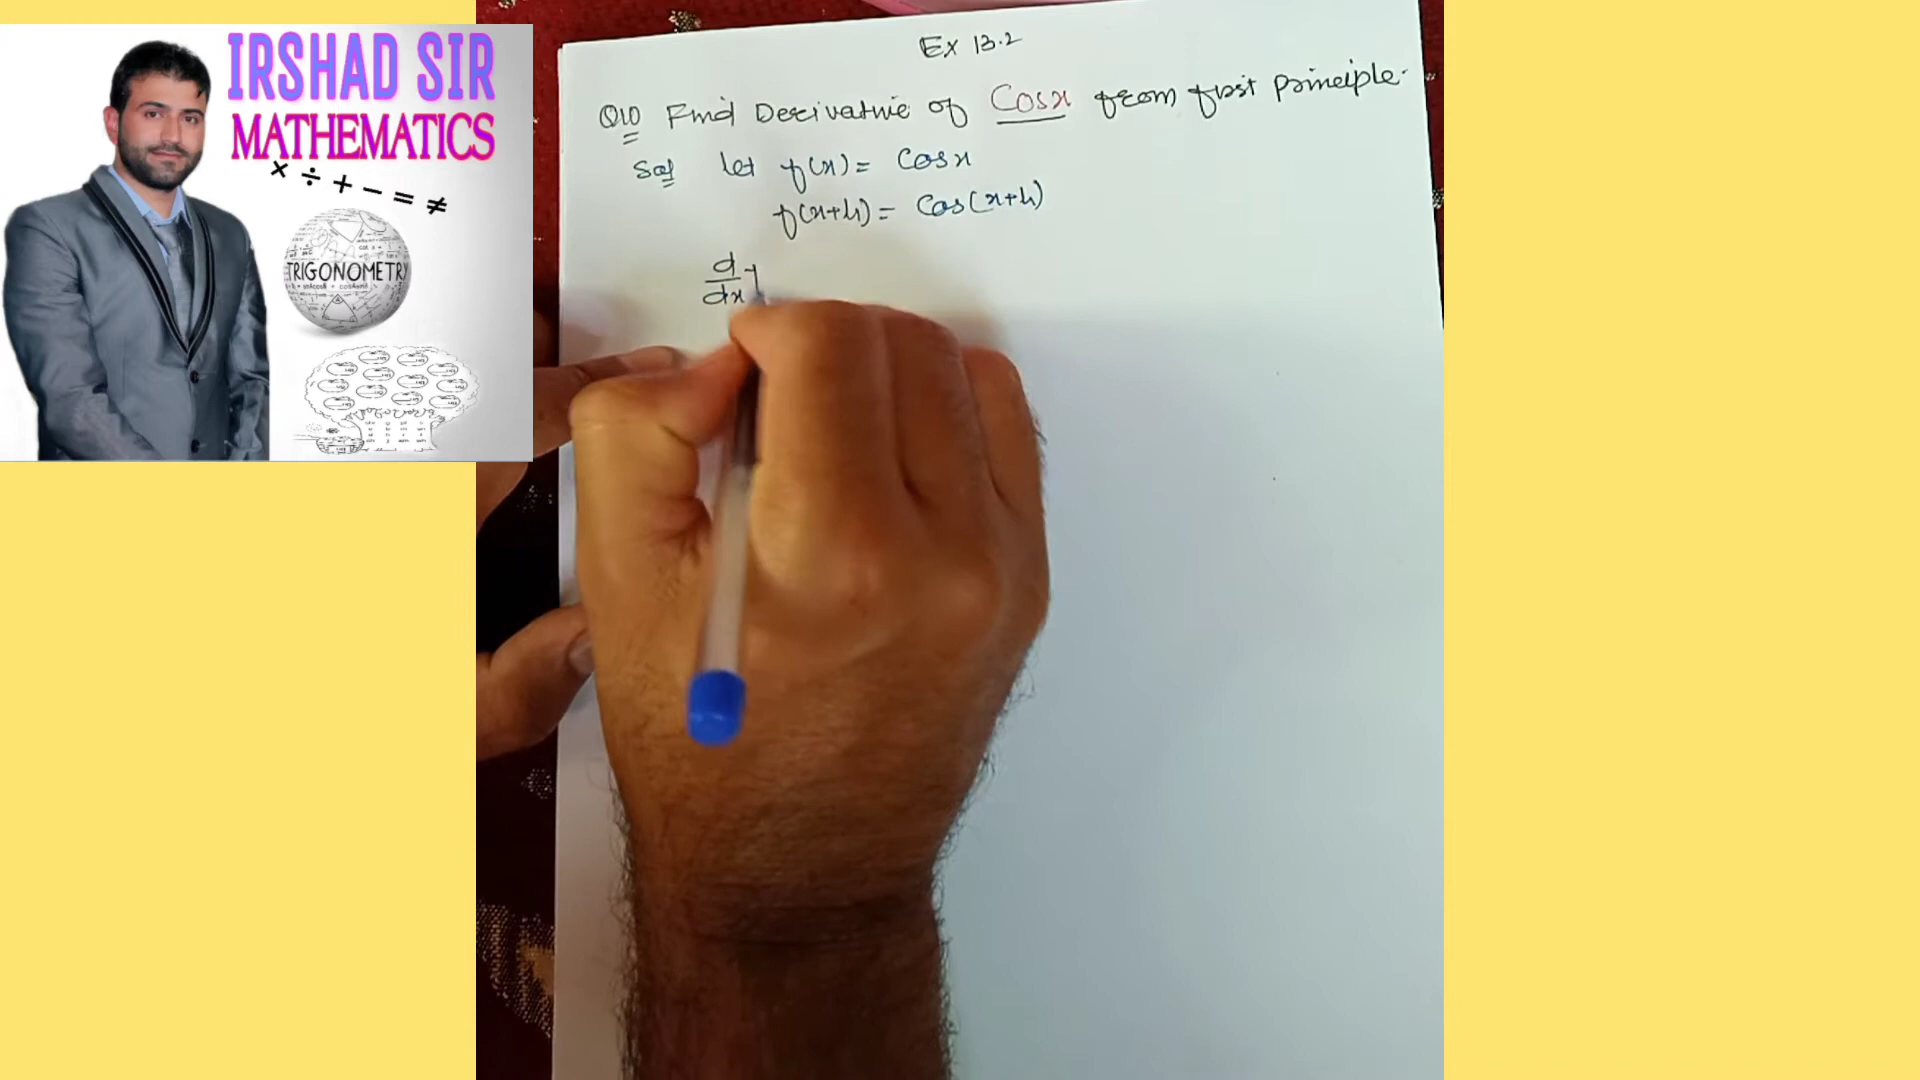 IRSHAD SIR
MATHEMATICS
× ÷ + − = ≠
TRIGONOMETRY
Ex 13.2
Q10 Find Derivative of Cosx from first Principle.
Sol let f(x) = Cosx
f(x+h) = Cos(x+h)
d
dx f